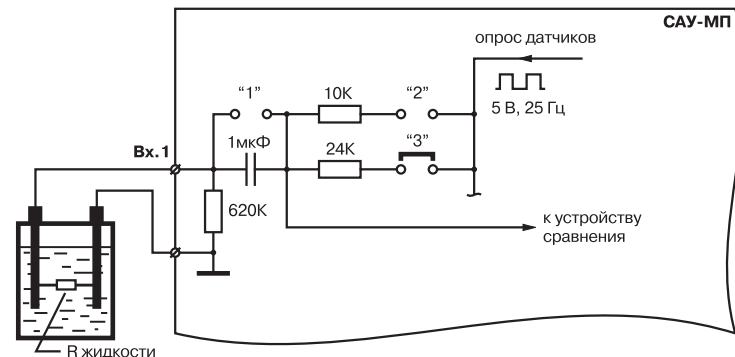 САУ-МП
опрос датчиков
5 В, 25 Гц
“1”
10К
“2”
1мкФ
24К
“3”
Вх.1
620К
к устройству
сравнения
R жидкости